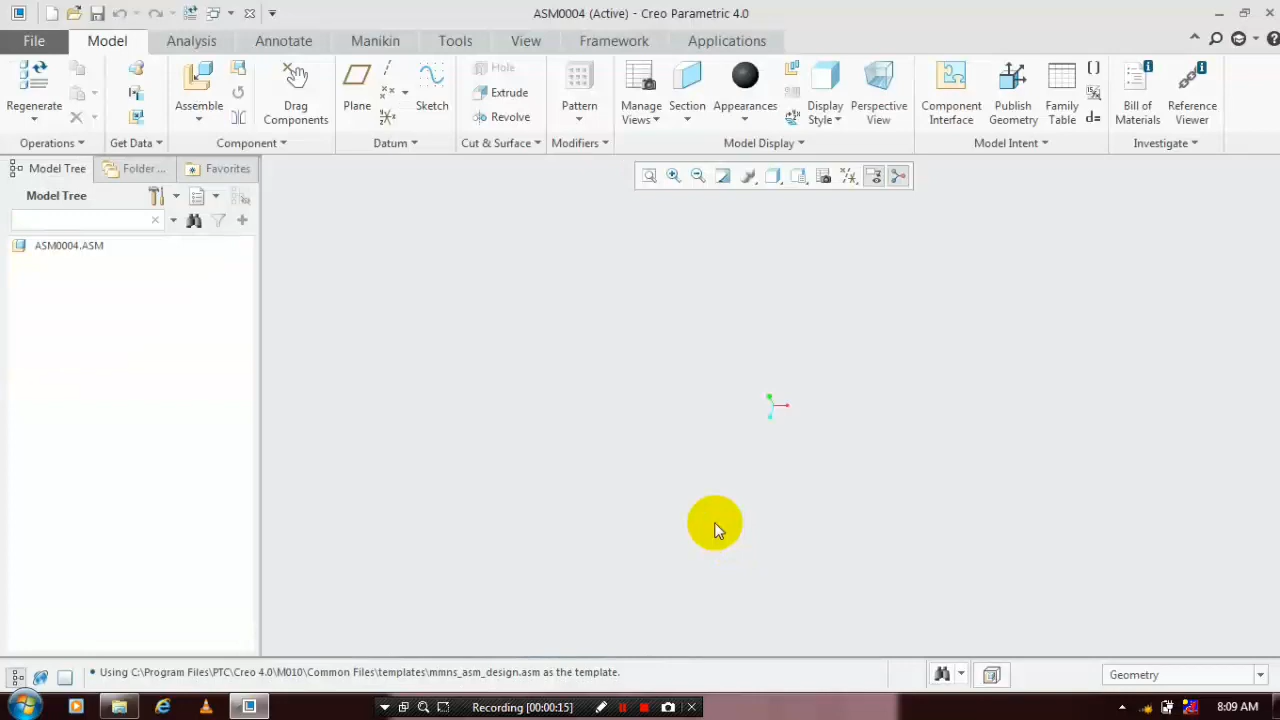 ASM0004 (Active) - Creo Parametric 4.0
File Model Analysis Annotate Manikin Tools View Framework Applications
Regenerate
Assemble
Drag Components
Plane
Sketch
Hole
Extrude
Revolve
Pattern
Manage Views
Section
Appearances
Display Style
Perspective View
Component Interface
Publish Geometry
Family Table
Bill of Materials
Reference Viewer
Operations Get Data Component Datum Cut & Surface Modifiers Model Display Model Intent Investigate
Model Tree Folder ... Favorites
Model Tree
ASM0004.ASM
• Using C:\Program Files\PTC\Creo 4.0\M010\Common Files\templates\mmns_asm_design.asm as the template.
Geometry
Recording [00:00:15]
8:09 AM